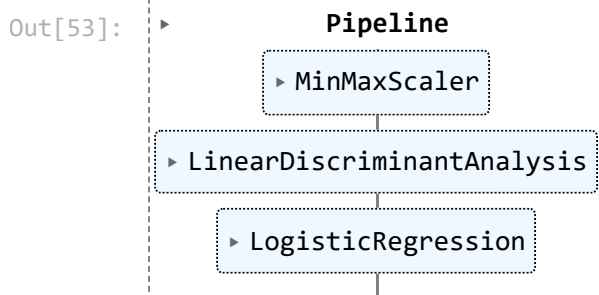 Out[53]:
Pipeline
MinMaxScaler
LinearDiscriminantAnalysis
LogisticRegression